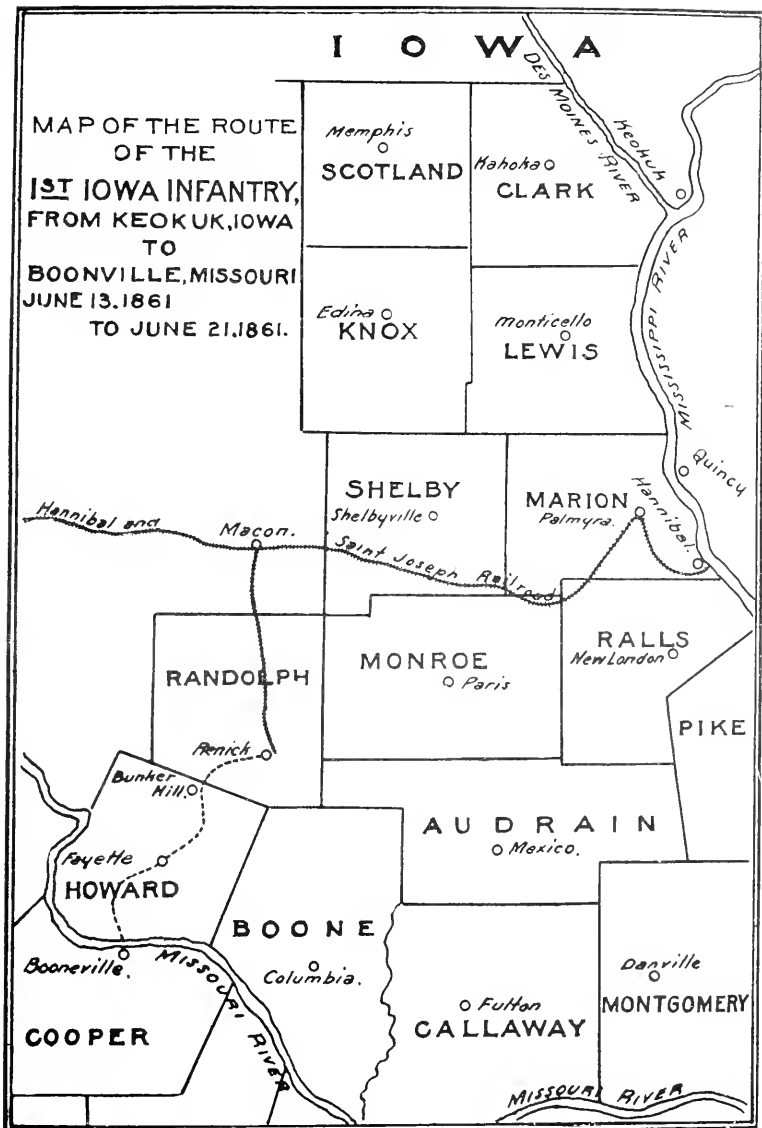 IOWA
MAP OF THE ROUTE
OF THE
1ST IOWA INFANTRY,
FROM KEOKUK, IOWA
TO
BOONVILLE, MISSOURI
JUNE 13.1861
TO JUNE 21.1861.
DES MOINES RIVER
Keokuk
Memphis
SCOTLAND
Kahoka
CLARK
MISSISSIPPI RIVER
Edina
KNOX
Monticello
LEWIS
Quincy
SHELBY
Shelbyville
MARION
Palmyra.
Hannibal.
Hannibal and
Macon.
Saint Joseph Railroad
RANDOLPH
MONROE
Paris
RALLS
New London
PIKE
Renick
Bunker
Hill.
AUDRAIN
Mexico.
Fayette
HOWARD
BOONE
Columbia.
Booneville.
MISSOURI RIVER
COOPER
Fulton
CALLAWAY
Danville
MONTGOMERY
MISSOURI RIVER